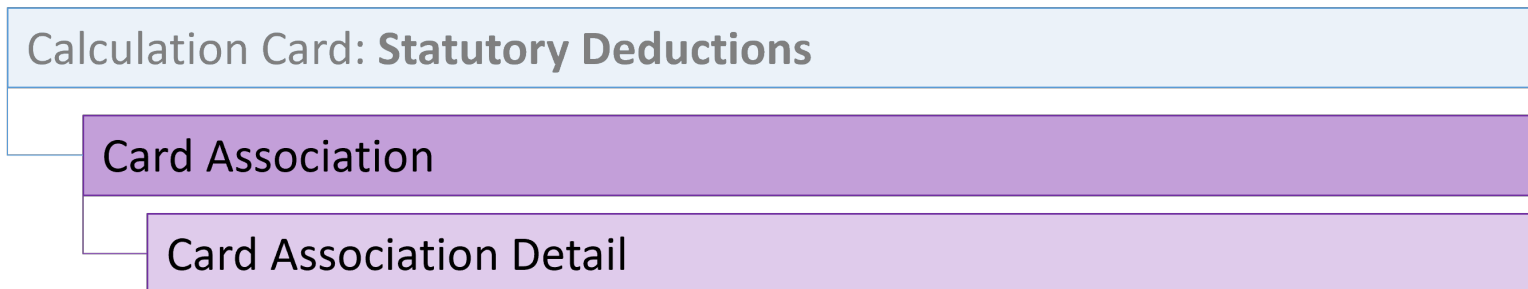 Calculation Card: Statutory Deductions
Card Association
Card Association Detail